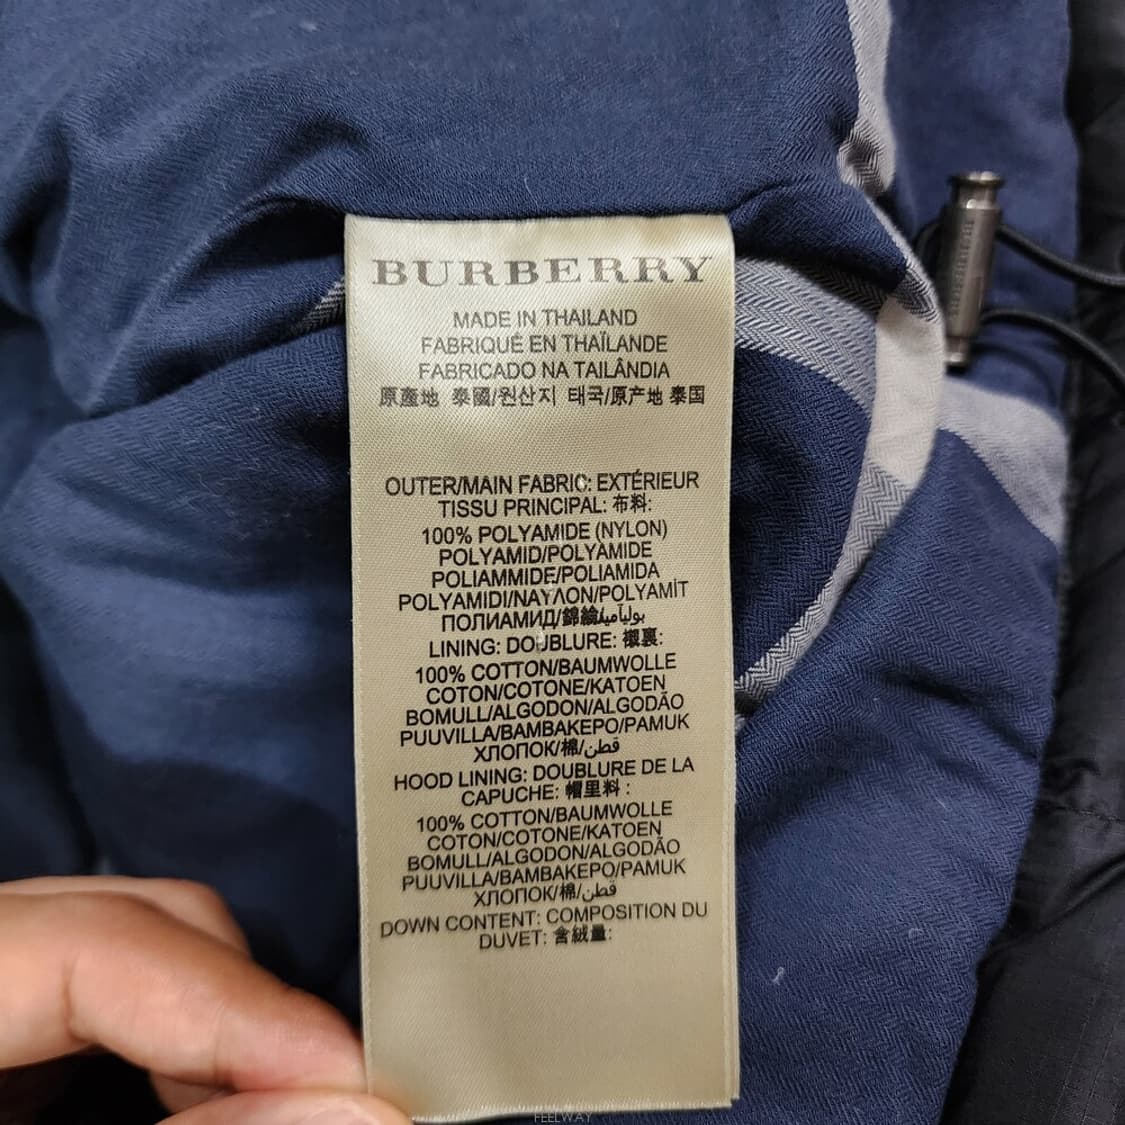 BURBERRY
MADE IN THAILAND
FABRIQUÉ EN THAÏLANDE
FABRICADO NA TAILÂNDIA
原產地 泰國/원산지 태국/原产地 泰国
OUTER/MAIN FABRIC: EXTÉRIEUR
TISSU PRINCIPAL: 布料:
100% POLYAMIDE (NYLON)
POLYAMID/POLYAMIDE
POLIAMMIDE/POLIAMIDA
POLYAMIDI/ΝΑΥΛΟΝ/POLYAMİT
ПОЛИАМИД/錦綸/بولياميد
LINING: DOUBLURE: 襯裏:
100% COTTON/BAUMWOLLE
COTON/COTONE/KATOEN
BOMULL/ALGODON/ALGODÃO
PUUVILLA/BAMBAKEPO/PAMUK
ХЛОПОК/棉/قطن
HOOD LINING: DOUBLURE DE LA
CAPUCHE: 帽里料 :
100% COTTON/BAUMWOLLE
COTON/COTONE/KATOEN
BOMULL/ALGODON/ALGODÃO
PUUVILLA/BAMBAKEPO/PAMUK
ХЛОПОК/棉/قطن
DOWN CONTENT: COMPOSITION DU
DUVET: 含絨量:
FEELWAY